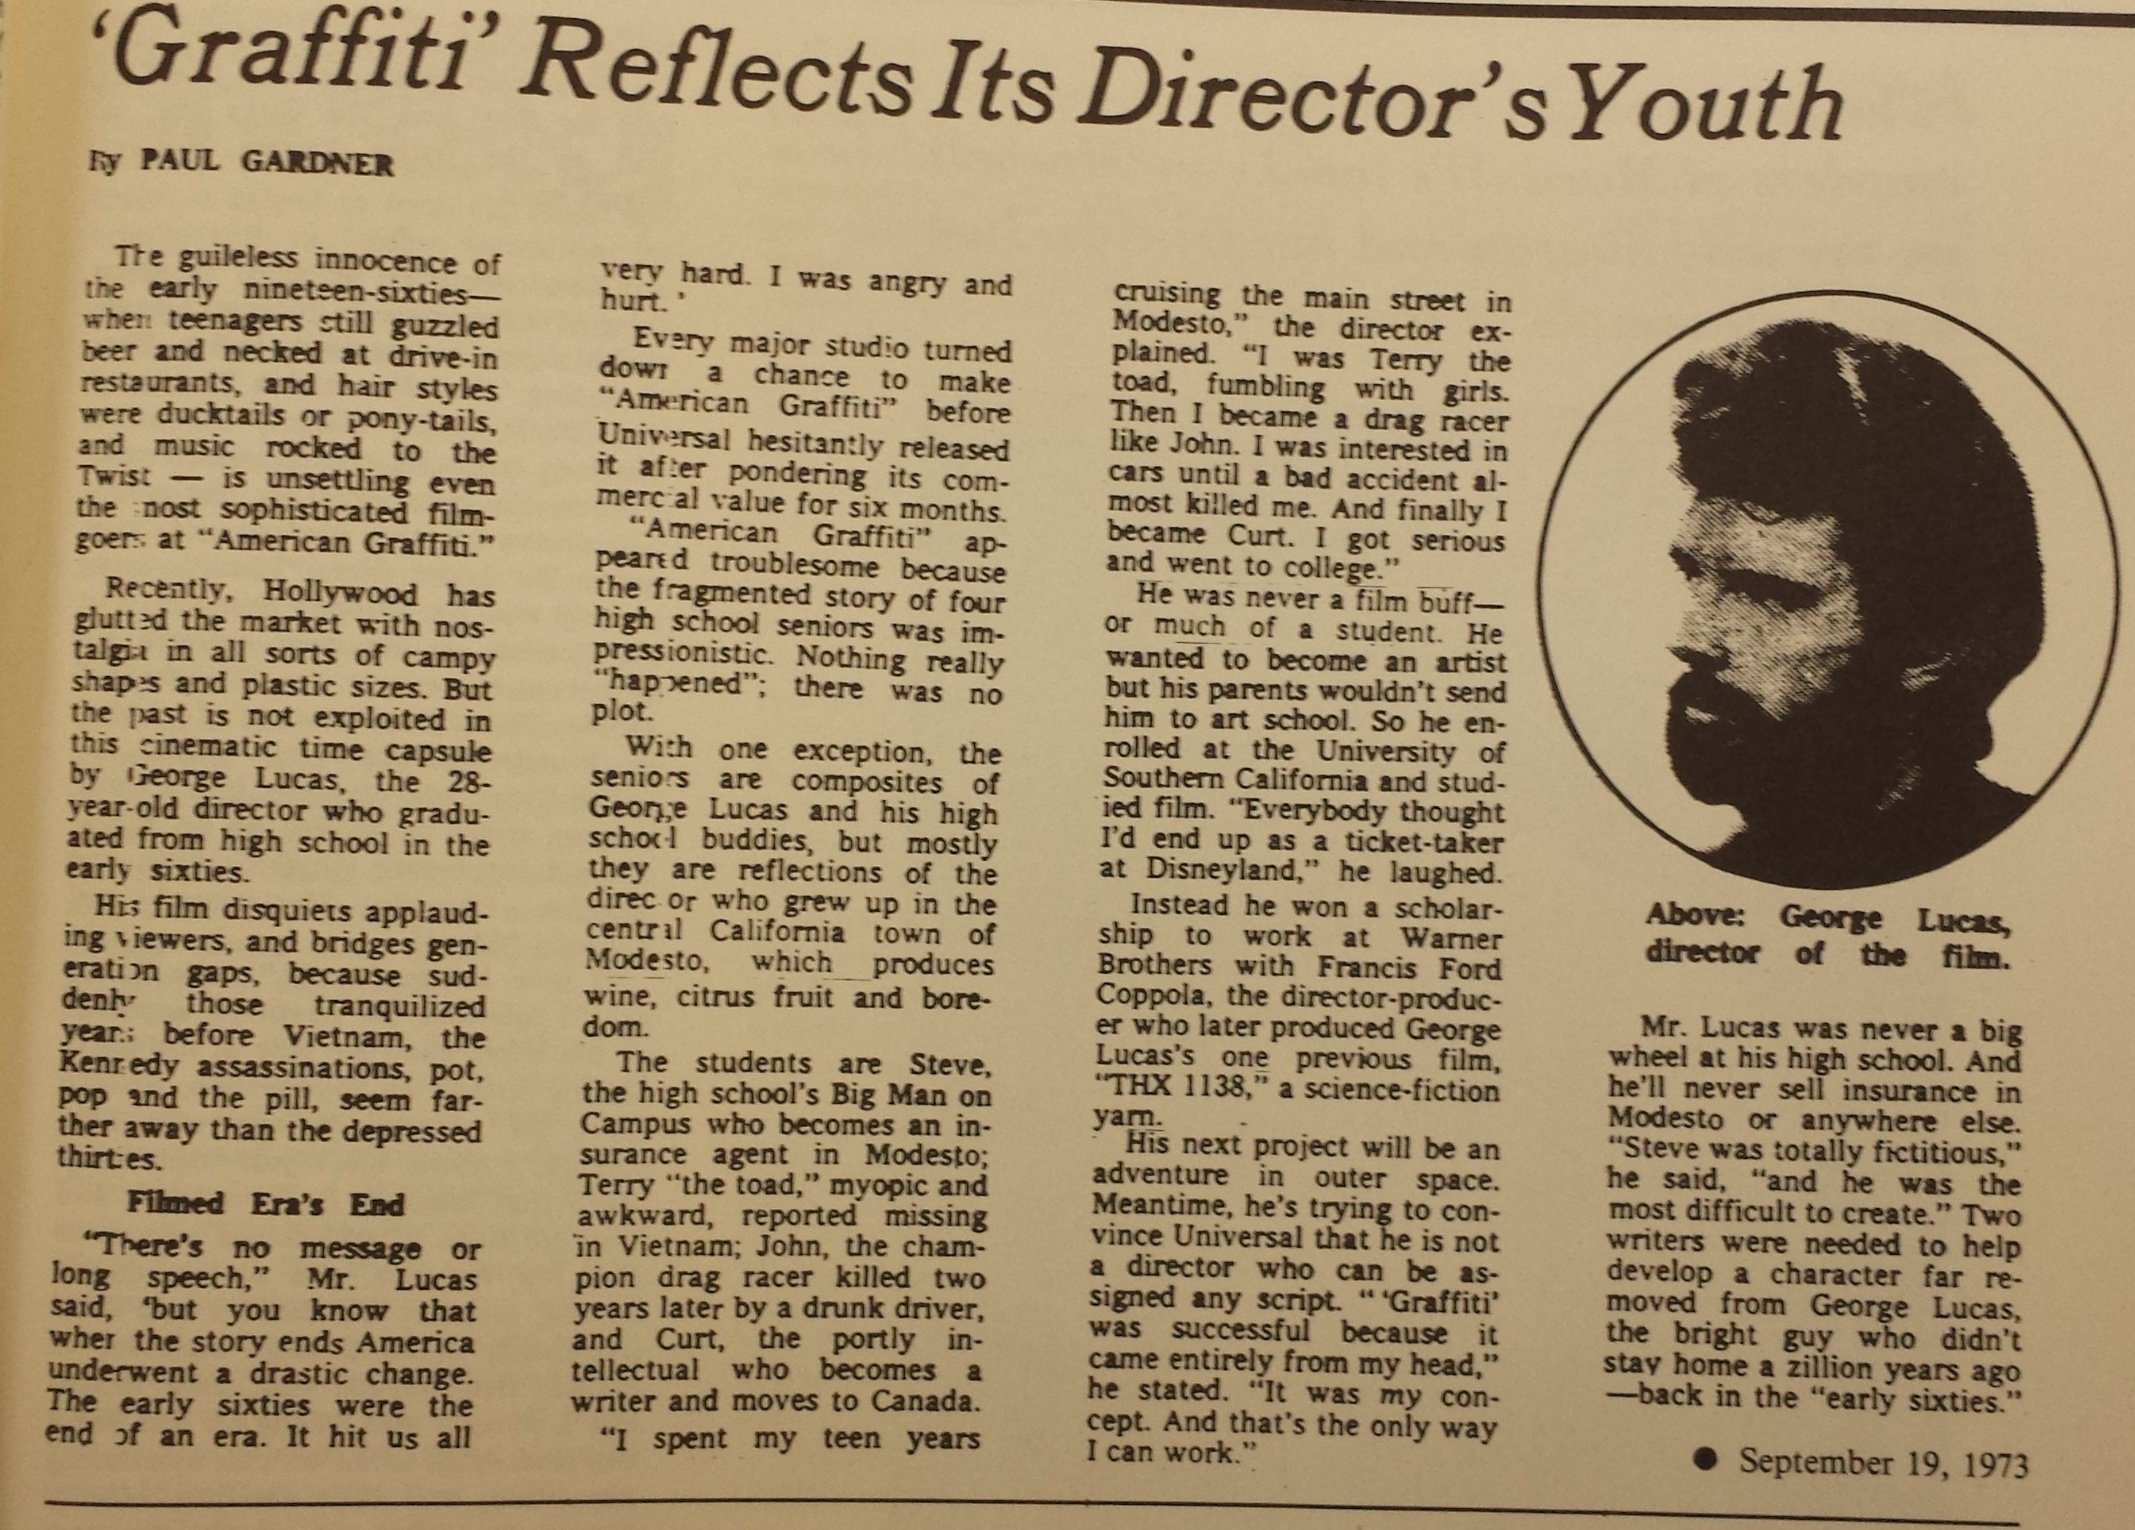 'Graffiti' Reflects Its Director's Youth
By PAUL GARDNER
The guileless innocence of
the early nineteen-sixties—
when teenagers still guzzled
beer and necked at drive-in
restaurants, and hair styles
were ducktails or pony-tails,
and music rocked to the
Twist — is unsettling even
the most sophisticated film-
goers at "American Graffiti."
Recently, Hollywood has
glutted the market with nos-
talgia in all sorts of campy
shapes and plastic sizes. But
the past is not exploited in
this cinematic time capsule
by George Lucas, the 28-
year-old director who gradu-
ated from high school in the
early sixties.
His film disquiets applaud-
ing viewers, and bridges gen-
eration gaps, because sud-
denly those tranquilized
years before Vietnam, the
Kennedy assassinations, pot,
pop and the pill, seem far-
ther away than the depressed
thirties.
Filmed Era's End
"There's no message or
long speech," Mr. Lucas
said, 'but you know that
when the story ends America
underwent a drastic change.
The early sixties were the
end of an era. It hit us all
very hard. I was angry and
hurt.'
Every major studio turned
down a chance to make
"American Graffiti" before
Universal hesitantly released
it after pondering its com-
mercial value for six months.
"American Graffiti" ap-
peared troublesome because
the fragmented story of four
high school seniors was im-
pressionistic. Nothing really
"happened"; there was no
plot.
With one exception, the
seniors are composites of
George Lucas and his high
school buddies, but mostly
they are reflections of the
director who grew up in the
central California town of
Modesto, which produces
wine, citrus fruit and bore-
dom.
The students are Steve,
the high school's Big Man on
Campus who becomes an in-
surance agent in Modesto;
Terry "the toad," myopic and
awkward, reported missing
in Vietnam; John, the cham-
pion drag racer killed two
years later by a drunk driver,
and Curt, the portly in-
tellectual who becomes a
writer and moves to Canada.
"I spent my teen years
cruising the main street in
Modesto," the director ex-
plained. "I was Terry the
toad, fumbling with girls.
Then I became a drag racer
like John. I was interested in
cars until a bad accident al-
most killed me. And finally I
became Curt. I got serious
and went to college."
He was never a film buff—
or much of a student. He
wanted to become an artist
but his parents wouldn't send
him to art school. So he en-
rolled at the University of
Southern California and stud-
ied film. "Everybody thought
I'd end up as a ticket-taker
at Disneyland," he laughed.
Instead he won a scholar-
ship to work at Warner
Brothers with Francis Ford
Coppola, the director-produc-
er who later produced George
Lucas's one previous film,
"THX 1138," a science-fiction
yarn.
His next project will be an
adventure in outer space.
Meantime, he's trying to con-
vince Universal that he is not
a director who can be as-
signed any script. " 'Graffiti'
was successful because it
came entirely from my head,"
he stated. "It was my con-
cept. And that's the only way
I can work."
Above: George Lucas,
director of the film.
Mr. Lucas was never a big
wheel at his high school. And
he'll never sell insurance in
Modesto or anywhere else.
"Steve was totally fictitious,"
he said, "and he was the
most difficult to create." Two
writers were needed to help
develop a character far re-
moved from George Lucas,
the bright guy who didn't
stay home a zillion years ago
—back in the "early sixties."
● September 19, 1973